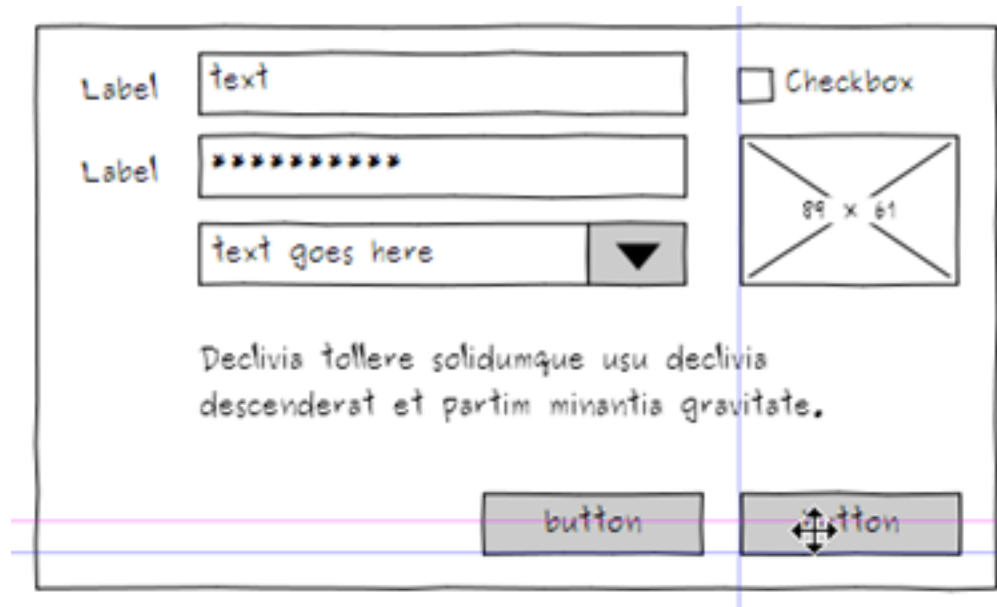 Label text Checkbox
Label **********
89 x 61
text goes here
Declivia tollere solidumque usu declivia
descenderat et partim minantia gravitate.
button button